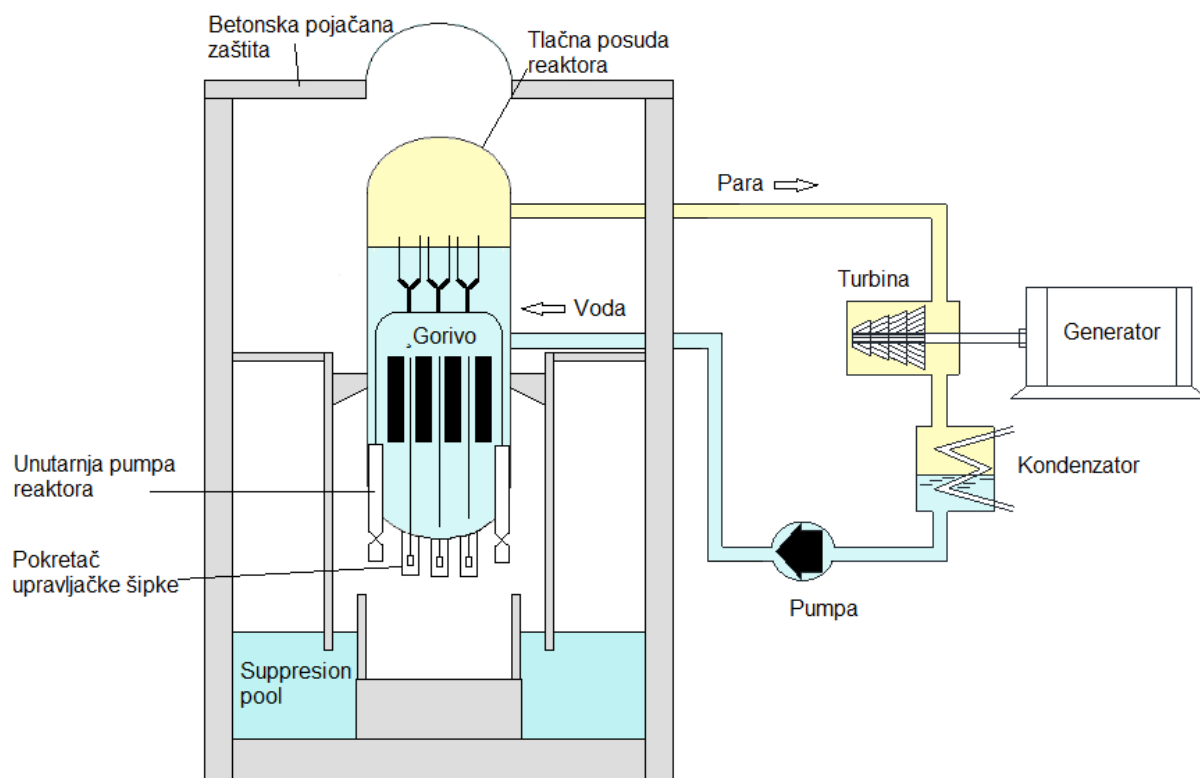 Betonska pojačana
zaštita
Tlačna posuda
reaktora
Para
Turbina
Voda
Generator
Gorivo
Kondenzator
Unutarnja pumpa
reaktora
Pokretač
upravljačke šipke
Pumpa
Suppresion
pool